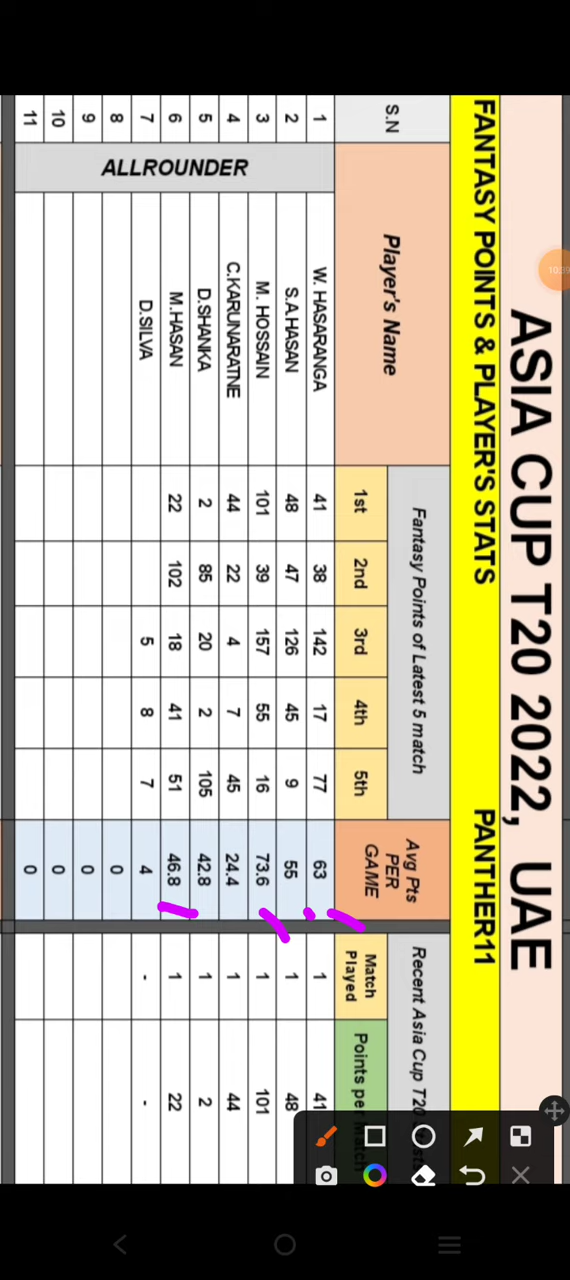 ASIA CUP T20 2022, UAE
FANTASY POINTS & PLAYER'S STATS PANTHER11
S.N Player's Name Fantasy Points of Latest 5 match Avg Pts PER GAME Recent Asia Cup T20
1st 2nd 3rd 4th 5th Match Played Points per Match
ALLROUNDER
1 W. HASARANGA 41 38 142 17 77 63 1 41
2 S.A.HASAN 48 47 126 45 9 55 1 48
3 M. HOSSAIN 101 39 157 55 16 73.6 1 101
4 C.KARUNARATNE 44 22 4 7 45 24.4 1 44
5 D.SHANKA 2 85 20 2 105 42.8 1 2
6 M.HASAN 22 102 18 41 51 46.8 1 22
7 D.SILVA 5 8 7 4 - -
8 0
9 0
10 0
11 0